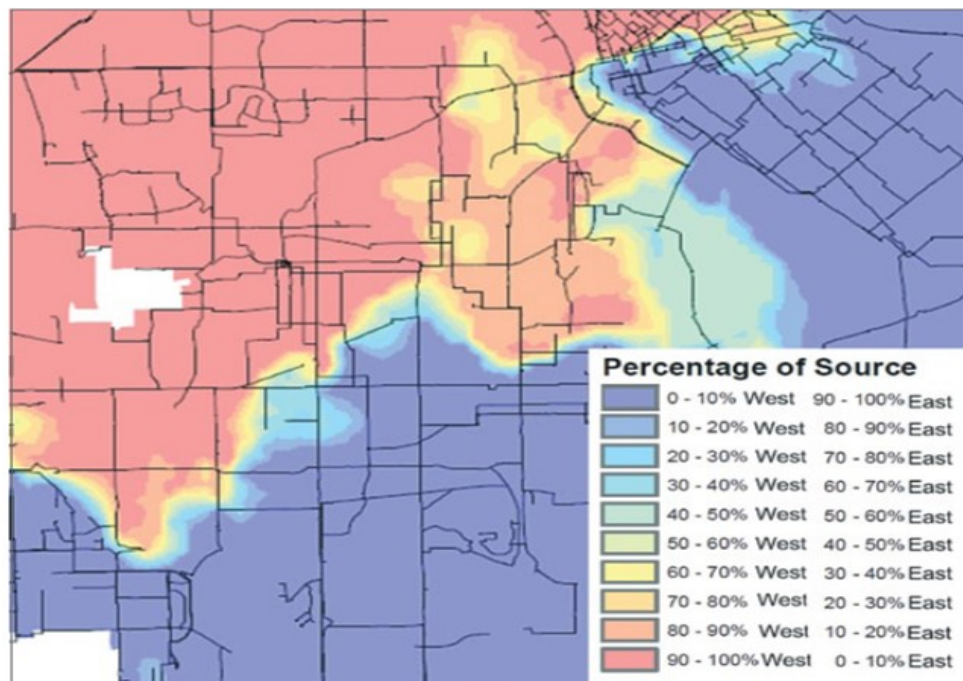 Percentage of Source
0 - 10% West 90 - 100% East
10 - 20% West 80 - 90% East
20 - 30% West 70 - 80% East
30 - 40% West 60 - 70% East
40 - 50% West 50 - 60% East
50 - 60% West 40 - 50% East
60 - 70% West 30 - 40% East
70 - 80% West 20 - 30% East
80 - 90% West 10 - 20% East
90 - 100% West 0 - 10% East